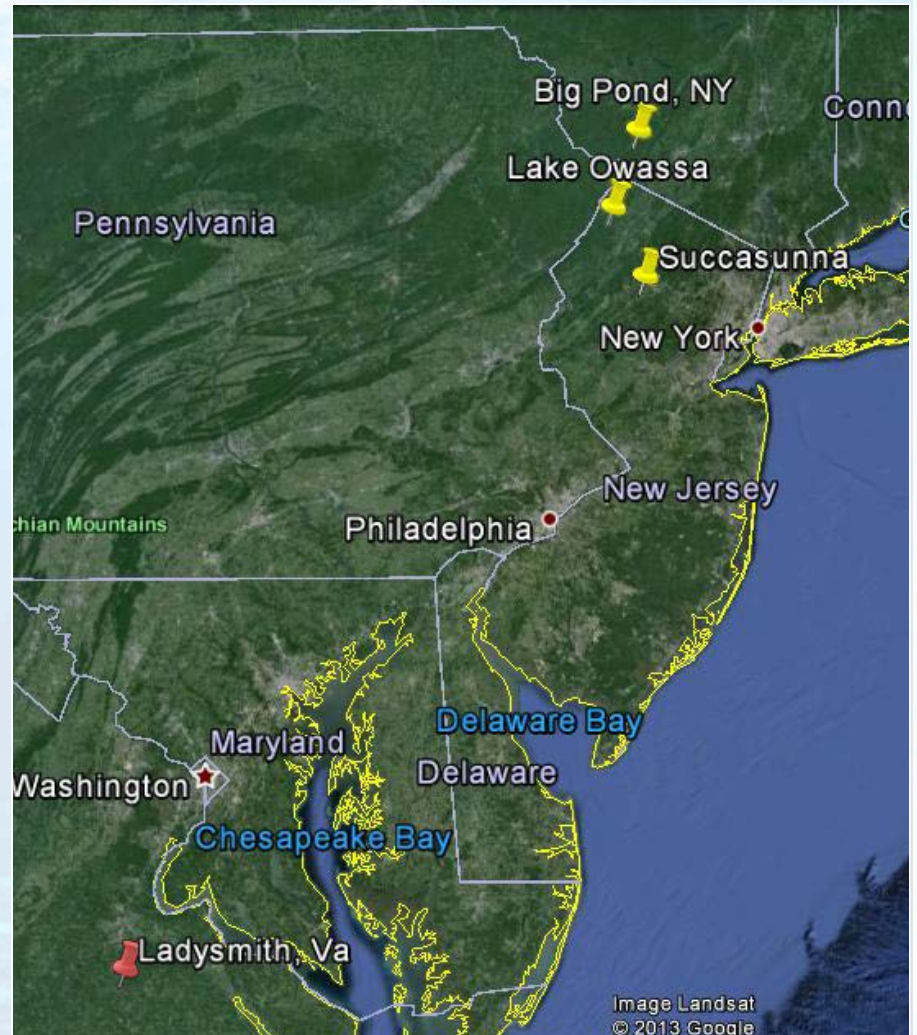 Big Pond, NY
Conn
Lake Owassa
Pennsylvania
Succasunna
New York
New Jersey
Philadelphia
chian Mountains
Delaware Bay
Maryland
Delaware
Washington
Chesapeake Bay
Ladysmith, Va
Image Landsat
© 2013 Google